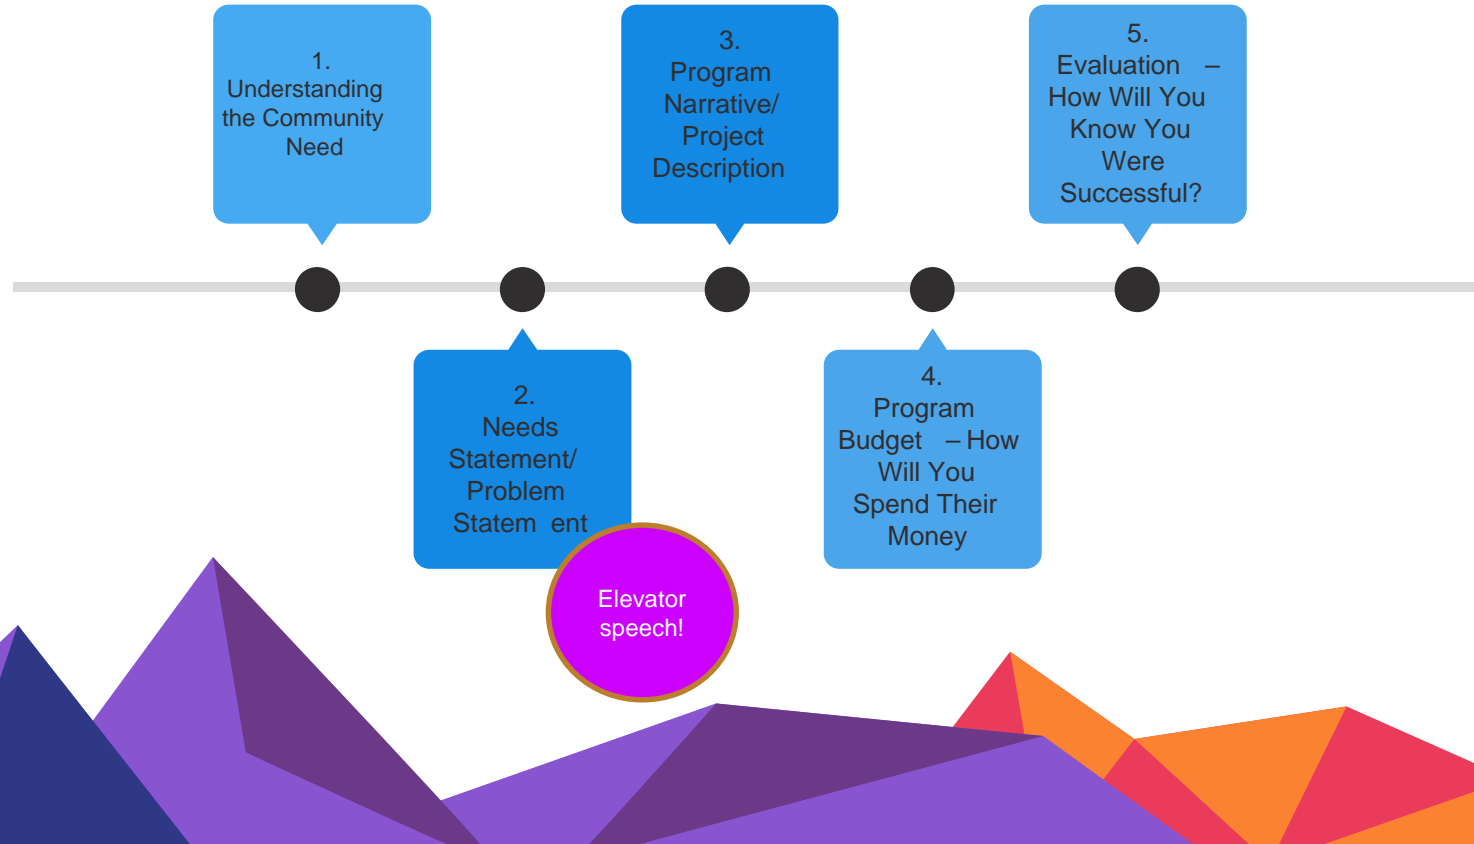 1.
Understanding
the Community
Need
2.
Needs
Statement/
Problem
Statem ent
Elevator
speech!
3.
Program
Narrative/
Project
Description
4.
Program
Budget – How
Will You
Spend Their
Money
5.
Evaluation –
How Will You
Know You
Were
Successful?